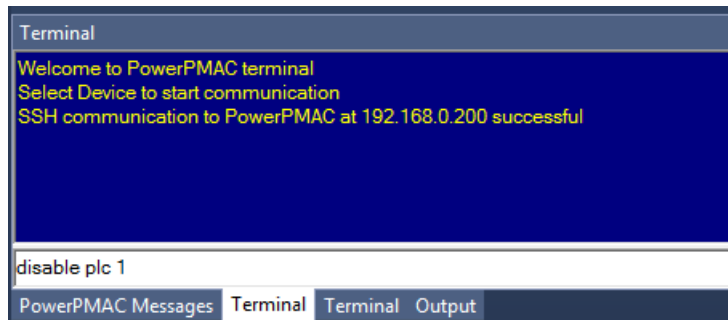 Terminal
Welcome to PowerPMAC terminal
Select Device to start communication
SSH communication to PowerPMAC at 192.168.0.200 successful
disable plc 1
PowerPMAC Messages Terminal Terminal Output